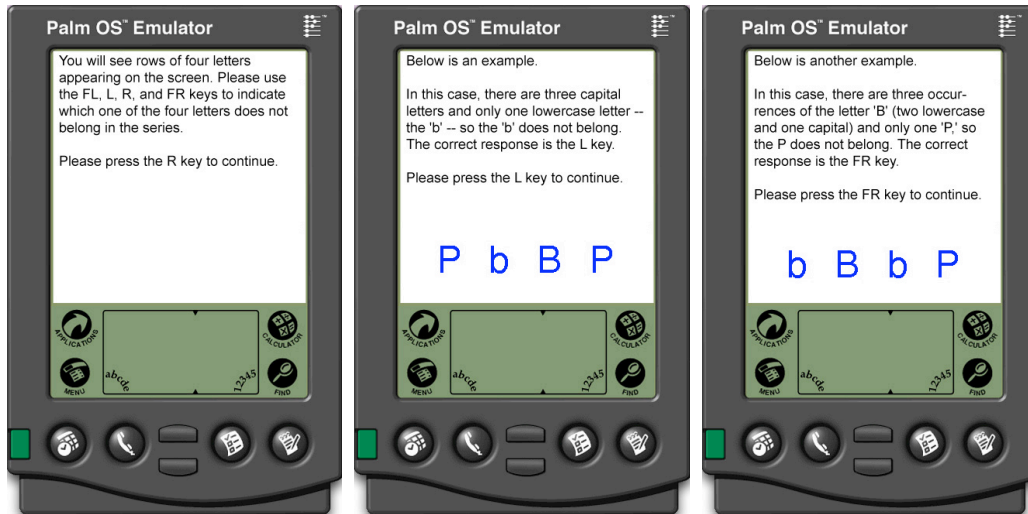 Palm OS™ Emulator
You will see rows of four letters
appearing on the screen. Please use
the FL, L, R, and FR keys to indicate
which one of the four letters does not
belong in the series.
Please press the R key to continue.
APPLICATIONS
CALCULATOR
MENU
abcde
12345
FIND
Palm OS™ Emulator
Below is an example.
In this case, there are three capital
letters and only one lowercase letter --
the 'b' -- so the 'b' does not belong.
The correct response is the L key.
Please press the L key to continue.
P b B P
APPLICATIONS
CALCULATOR
MENU
abcde
12345
FIND
Palm OS™ Emulator
Below is another example.
In this case, there are three occur-
rences of the letter 'B' (two lowercase
and one capital) and only one 'P,' so
the P does not belong. The correct
response is the FR key.
Please press the FR key to continue.
b B b P
APPLICATIONS
CALCULATOR
MENU
abcde
12345
FIND